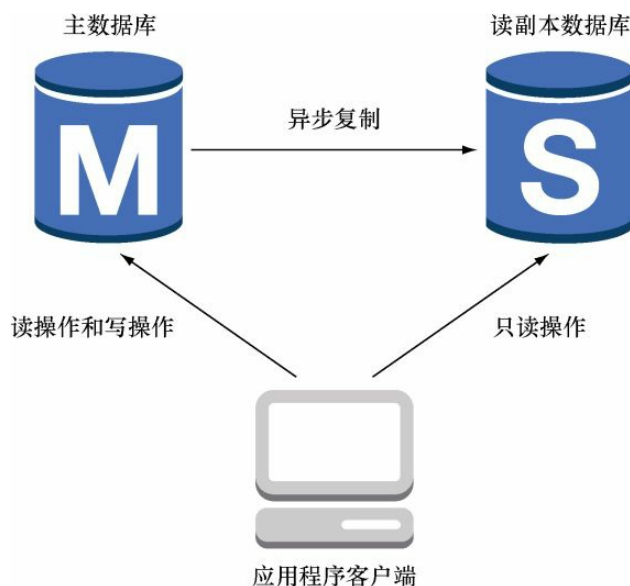 主数据库
读副本数据库
异步复制
M
S
读操作和写操作
只读操作
应用程序客户端